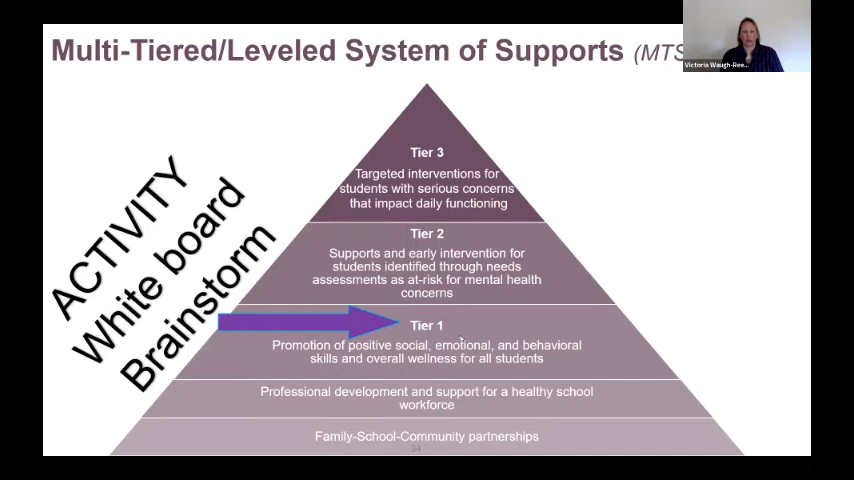 Multi-Tiered/Leveled System of Supports (MTS
Victoria Waugh-Ree...
ACTIVITY
White board
Brainstorm
Tier 3
Targeted interventions for
students with serious concerns
that impact daily functioning
Tier 2
Supports and early intervention for
students identified through needs
assessments as at-risk for mental health
concerns
Tier 1
Promotion of positive social, emotional, and behavioral
skills and overall wellness for all students
Professional development and support for a healthy school
workforce
Family-School-Community partnerships
34